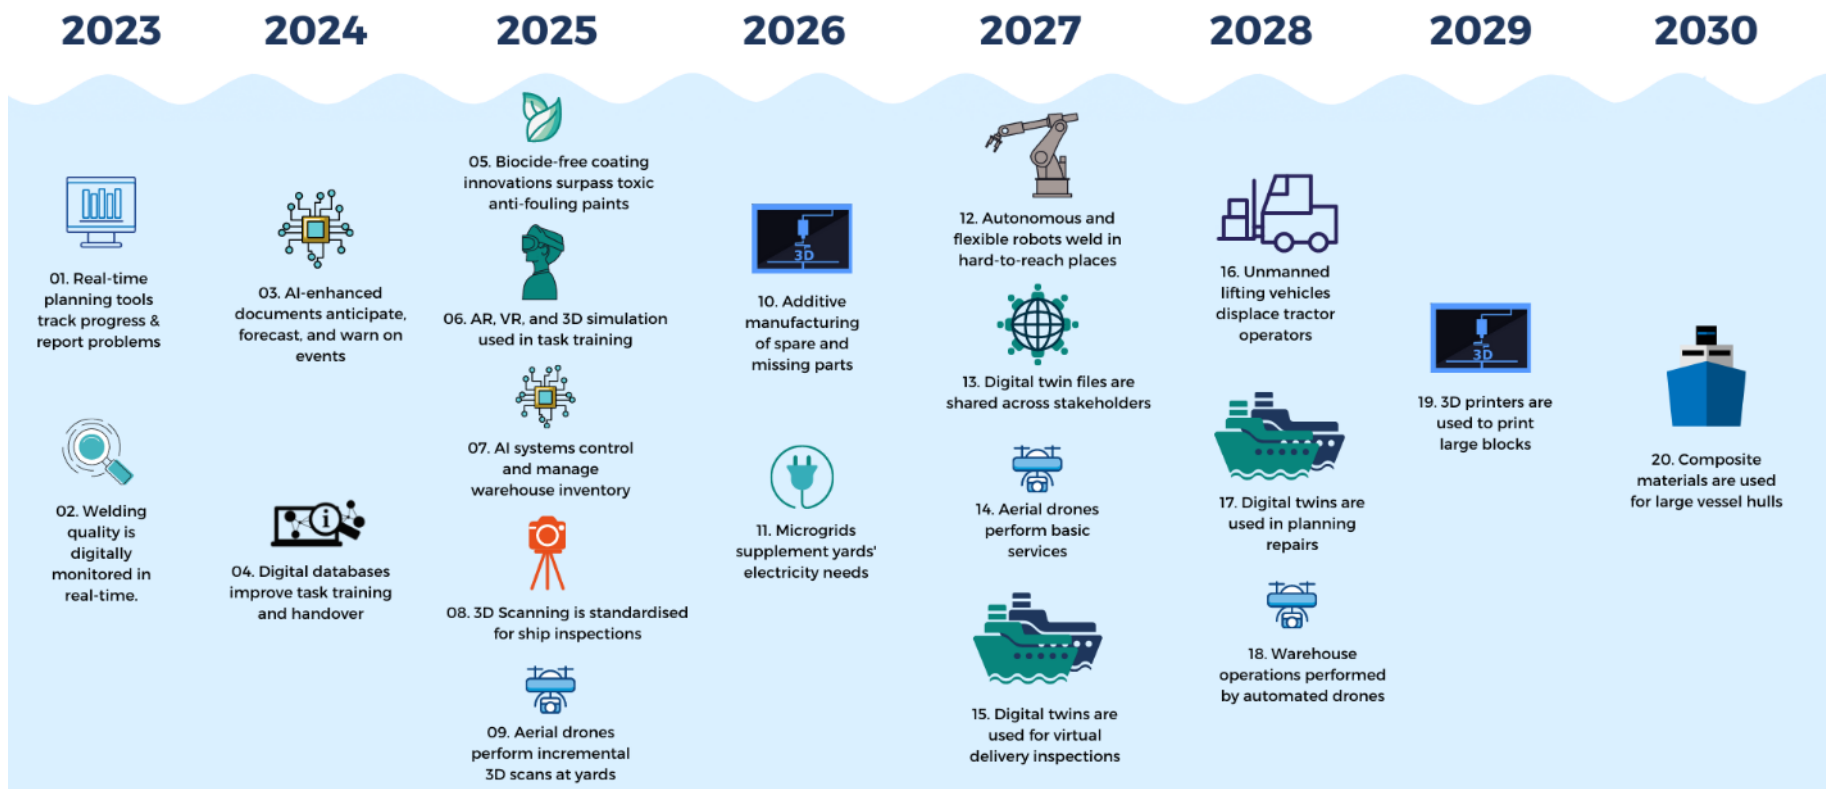 2023
2024
2025
2026
2027
2028
2029
2030
01. Real-time
planning tools
track progress &
report problems
02. Welding
quality is
digitally
monitored in
real-time.
03. AI-enhanced
documents anticipate,
forecast, and warn on
events
04. Digital databases
improve task training
and handover
05. Biocide-free coating
innovations surpass toxic
anti-fouling paints
06. AR, VR, and 3D simulation
used in task training
07. AI systems control
and manage
warehouse inventory
08. 3D Scanning is standardised
for ship inspections
09. Aerial drones
perform incremental
3D scans at yards
3D
10. Additive
manufacturing
of spare and
missing parts
11. Microgrids
supplement yards'
electricity needs
12. Autonomous and
flexible robots weld in
hard-to-reach places
13. Digital twin files are
shared across stakeholders
14. Aerial drones
perform basic
services
15. Digital twins are
used for virtual
delivery inspections
16. Unmanned
lifting vehicles
displace tractor
operators
17. Digital twins are
used in planning
repairs
18. Warehouse
operations performed
by automated drones
3D
19. 3D printers are
used to print
large blocks
20. Composite
materials are used
for large vessel hulls